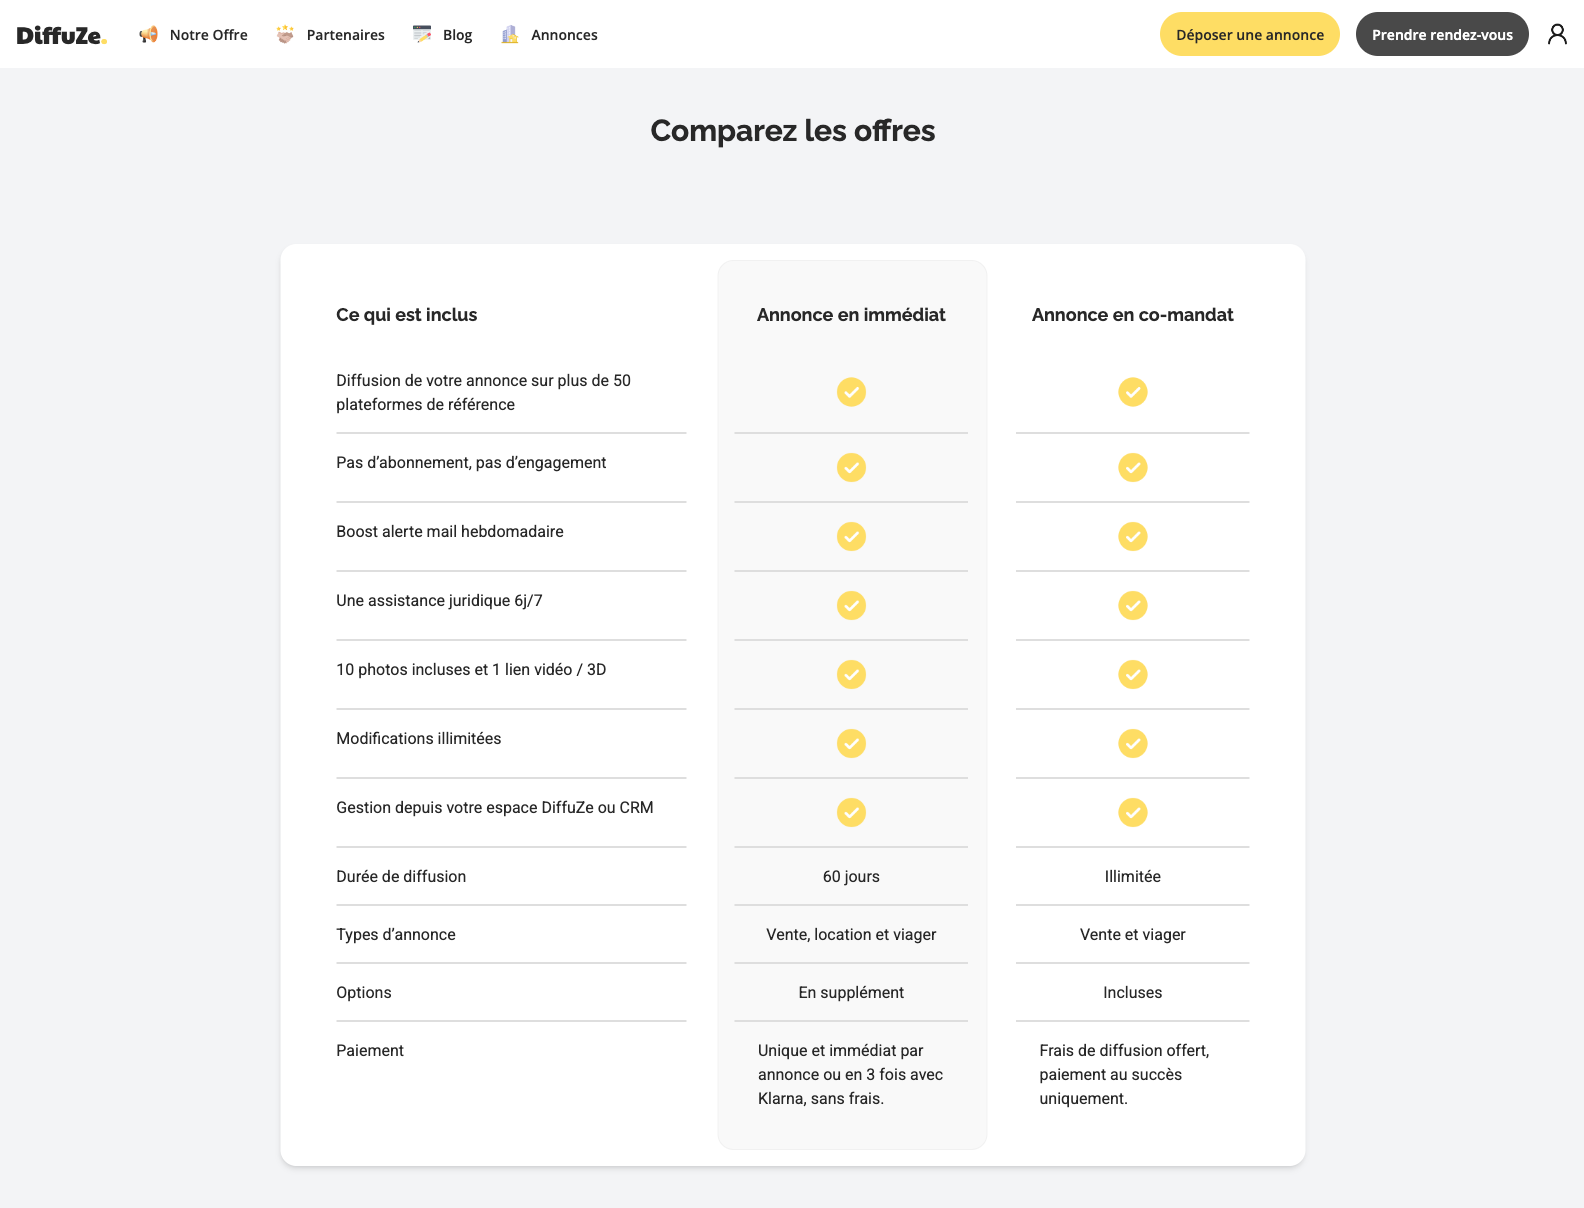 DiffuZe.
Notre Offre
Partenaires
Blog
Annonces
Déposer une annonce
Prendre rendez-vous
Comparez les offres
Ce qui est inclus
Annonce en immédiat
Annonce en co-mandat
Diffusion de votre annonce sur plus de 50
plateformes de référence
Pas d’abonnement, pas d’engagement
Boost alerte mail hebdomadaire
Une assistance juridique 6j/7
10 photos incluses et 1 lien vidéo / 3D
Modifications illimitées
Gestion depuis votre espace DiffuZe ou CRM
Durée de diffusion
60 jours
Illimitée
Types d’annonce
Vente, location et viager
Vente et viager
Options
En supplément
Incluses
Paiement
Unique et immédiat par
annonce ou en 3 fois avec
Klarna, sans frais.
Frais de diffusion offert,
paiement au succès
uniquement.